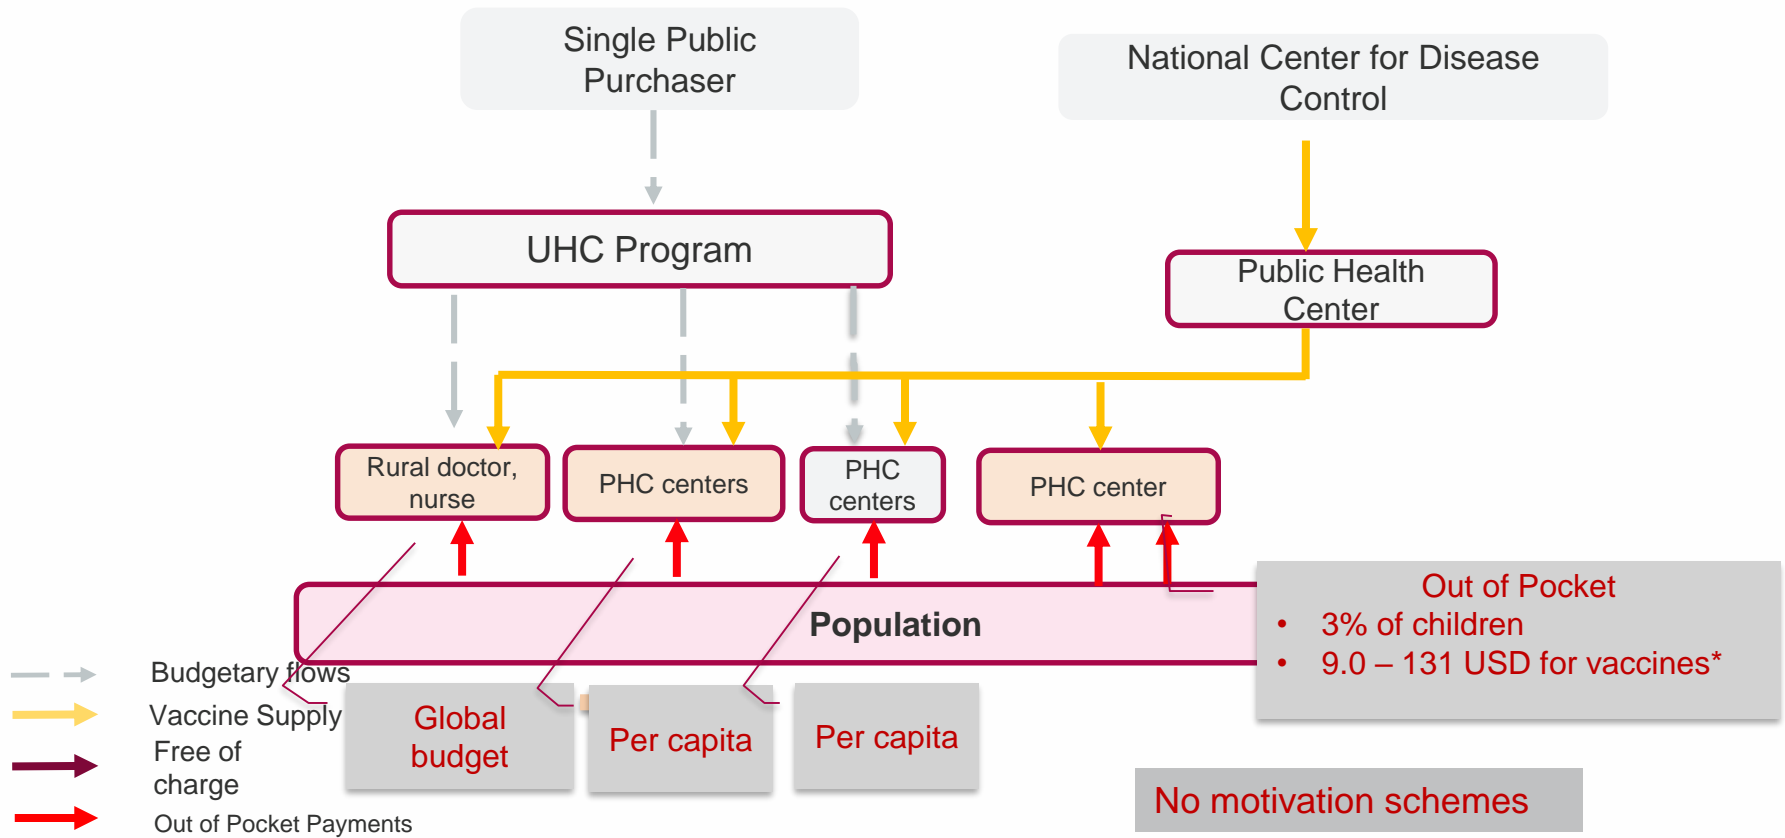 Single Public
Purchaser
National Center for Disease
Control
UHC Program
Public Health
Center
Rural doctor,
nurse
PHC centers
PHC
centers
PHC center
Population
Out of Pocket
• 3% of children
• 9.0 – 131 USD for vaccines*
Budgetary flows
Vaccine Supply
Free of
charge
Out of Pocket Payments
Global
budget
Per capita
Per capita
No motivation schemes